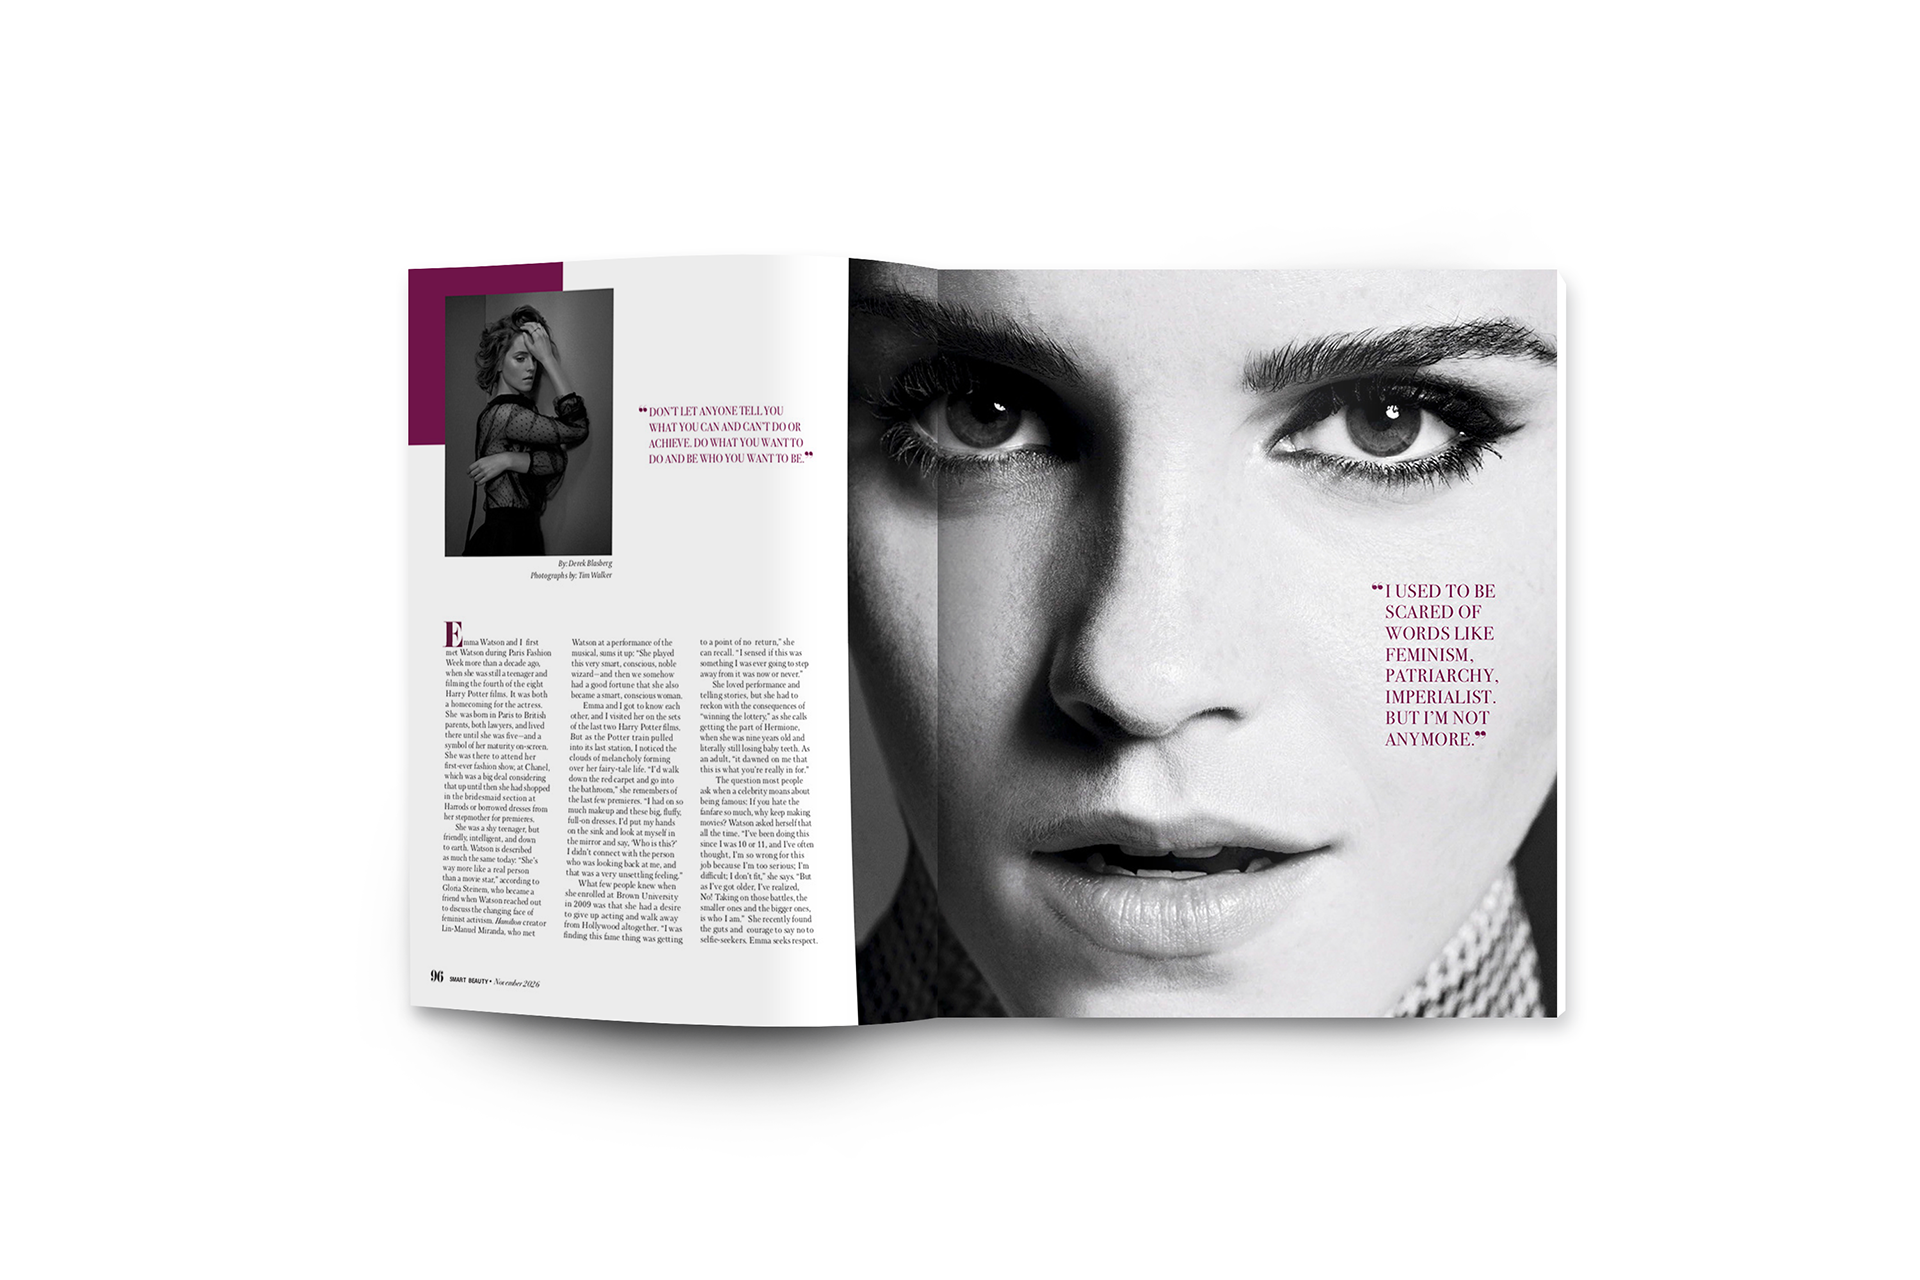 “DON'T LET ANYONE TELL YOU
WHAT YOU CAN AND CAN'T DO OR
ACHIEVE. DO WHAT YOU WANT TO
DO AND BE WHO YOU WANT TO BE.”
By: Derek Blasberg
Photographs by: Tim Walker
Emma Watson and I first
met Watson during Paris Fashion
Week more than a decade ago,
when she was still a teenager and
filming the fourth of the eight
Harry Potter films. It was both
a homecoming for the actress.
She was born in Paris to British
parents, both lawyers, and lived
there until she was five—and a
symbol of her maturity on-screen.
She was there to attend her
first-ever fashion show, at Chanel,
which was a big deal considering
that up until then she had shopped
in the bridesmaid section at
Harrods or borrowed dresses from
her stepmother for premieres.
She was a shy teenager, but
friendly, intelligent, and down
to earth. Watson is described
as much the same today: “She's
way more like a real person
than a movie star,” according to
Gloria Steinem, who became a
friend when Watson reached out
to discuss the changing face of
feminist activism. Hamilton creator
Lin-Manuel Miranda, who met
Watson at a performance of the
musical, sums it up: “She played
this very smart, conscious, noble
wizard—and then we somehow
had a good fortune that she also
became a smart, conscious woman.
Emma and I got to know each
other, and I visited her on the sets
of the last two Harry Potter films.
But as the Potter train pulled
into its last station, I noticed the
clouds of melancholy forming
over her fairy-tale life. “I'd walk
down the red carpet and go into
the bathroom,” she remembers of
the last few premieres. “I had on so
much makeup and these big, fluffy,
full-on dresses. I'd put my hands
on the sink and look at myself in
the mirror and say, ‘Who is this?’
I didn't connect with the person
who was looking back at me, and
that was a very unsettling feeling.”
What few people knew when
she enrolled at Brown University
in 2009 was that she had a desire
to give up acting and walk away
from Hollywood altogether. “I was
finding this fame thing was getting
to a point of no return,” she
can recall. “I sensed if this was
something I was ever going to step
away from it was now or never.”
She loved performance and
telling stories, but she had to
reckon with the consequences of
“winning the lottery,” as she calls
getting the part of Hermione,
when she was nine years old and
literally still losing baby teeth. As
an adult, “it dawned on me that
this is what you're really in for.”
The question most people
ask when a celebrity moans about
being famous: If you hate the
fanfare so much, why keep making
movies? Watson asked herself that
all the time. “I've been doing this
since I was 10 or 11, and I've often
thought, I'm so wrong for this
job because I'm too serious; I'm
difficult; I don't fit,” she says. “But
as I've got older, I've realized,
No! Taking on those battles, the
smaller ones and the bigger ones,
is who I am.” She recently found
the guts and courage to say no to
selfie-seekers. Emma seeks respect.
96 SMART BEAUTY • November 2026
“I USED TO BE
SCARED OF
WORDS LIKE
FEMINISM,
PATRIARCHY,
IMPERIALIST.
BUT I'M NOT
ANYMORE.”